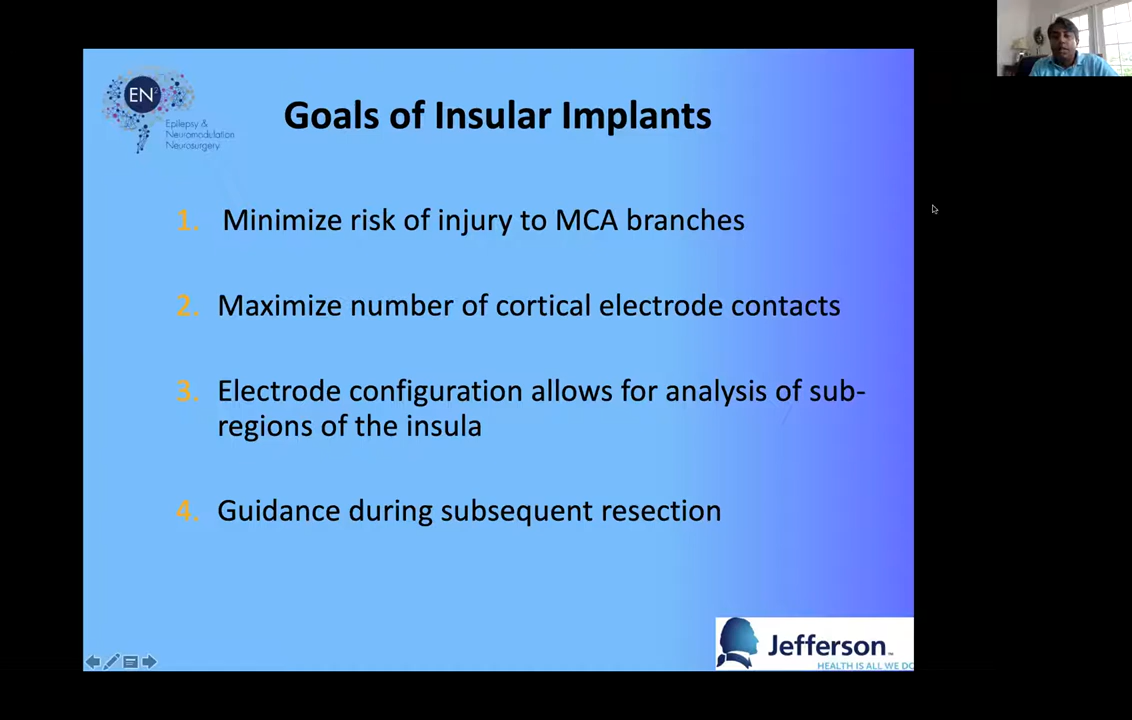 EN²
Epilepsy &
Neuromodulation
Neurosurgery
Goals of Insular Implants
1. Minimize risk of injury to MCA branches
2. Maximize number of cortical electrode contacts
3. Electrode configuration allows for analysis of sub-
regions of the insula
4. Guidance during subsequent resection
Jefferson
HEALTH IS ALL WE DO